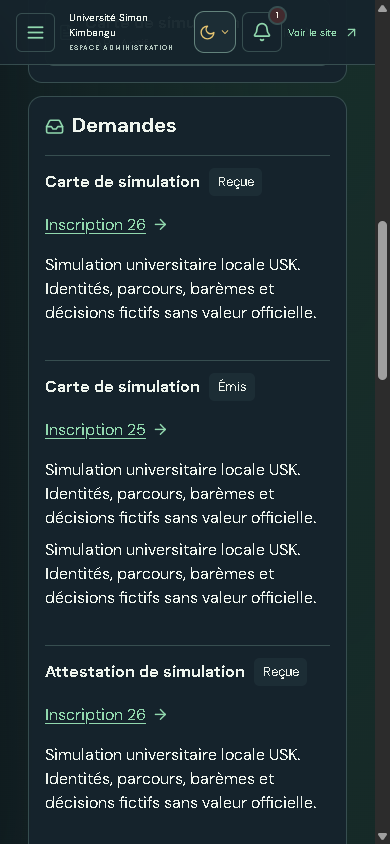 Université Simon
Kimbangu
ESPACE ADMINISTRATION
1
Voir le site
Demandes
Carte de simulation Reçue
Inscription 26
Simulation universitaire locale USK.
Identités, parcours, barèmes et
décisions fictifs sans valeur officielle.
Carte de simulation Émis
Inscription 25
Simulation universitaire locale USK.
Identités, parcours, barèmes et
décisions fictifs sans valeur officielle.
Simulation universitaire locale USK.
Identités, parcours, barèmes et
décisions fictifs sans valeur officielle.
Attestation de simulation Reçue
Inscription 26
Simulation universitaire locale USK.
Identités, parcours, barèmes et
décisions fictifs sans valeur officielle.